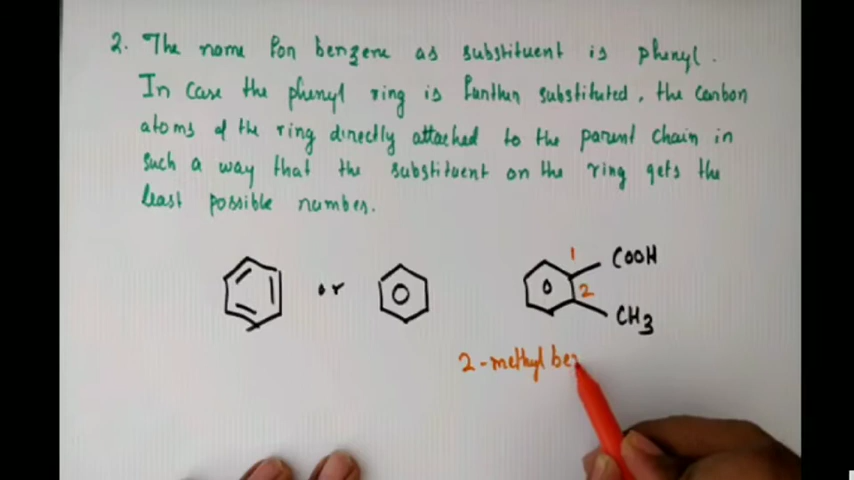 2. The name for benzene as substituent is phenyl.
In case the phenyl ring is further substituted, the carbon
atoms of the ring directly attached to the parent chain in
such a way that the substituent on the ring gets the
least possible number.
or
1 COOH
2
CH3
2-methyl be